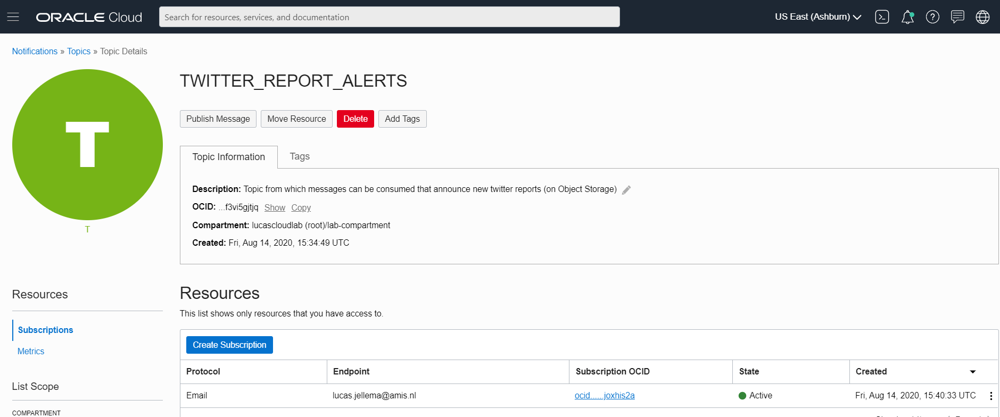 ORACLE Cloud
Search for resources, services, and documentation
US East (Ashburn)
Notifications » Topics » Topic Details
T
T
TWITTER_REPORT_ALERTS
Publish Message Move Resource Delete Add Tags
Topic Information Tags
Description: Topic from which messages can be consumed that announce new twitter reports (on Object Storage)
OCID: ...f3vi5gjtjq Show Copy
Compartment: lucascloudlab (root)/lab-compartment
Created: Fri, Aug 14, 2020, 15:34:49 UTC
Resources
Subscriptions
Metrics
List Scope
COMPARTMENT
Resources
This list shows only resources that you have access to.
Create Subscription
Protocol Endpoint Subscription OCID State Created
Email lucas.jellema@amis.nl ocid......joxhis2a Active Fri, Aug 14, 2020, 15:40:33 UTC